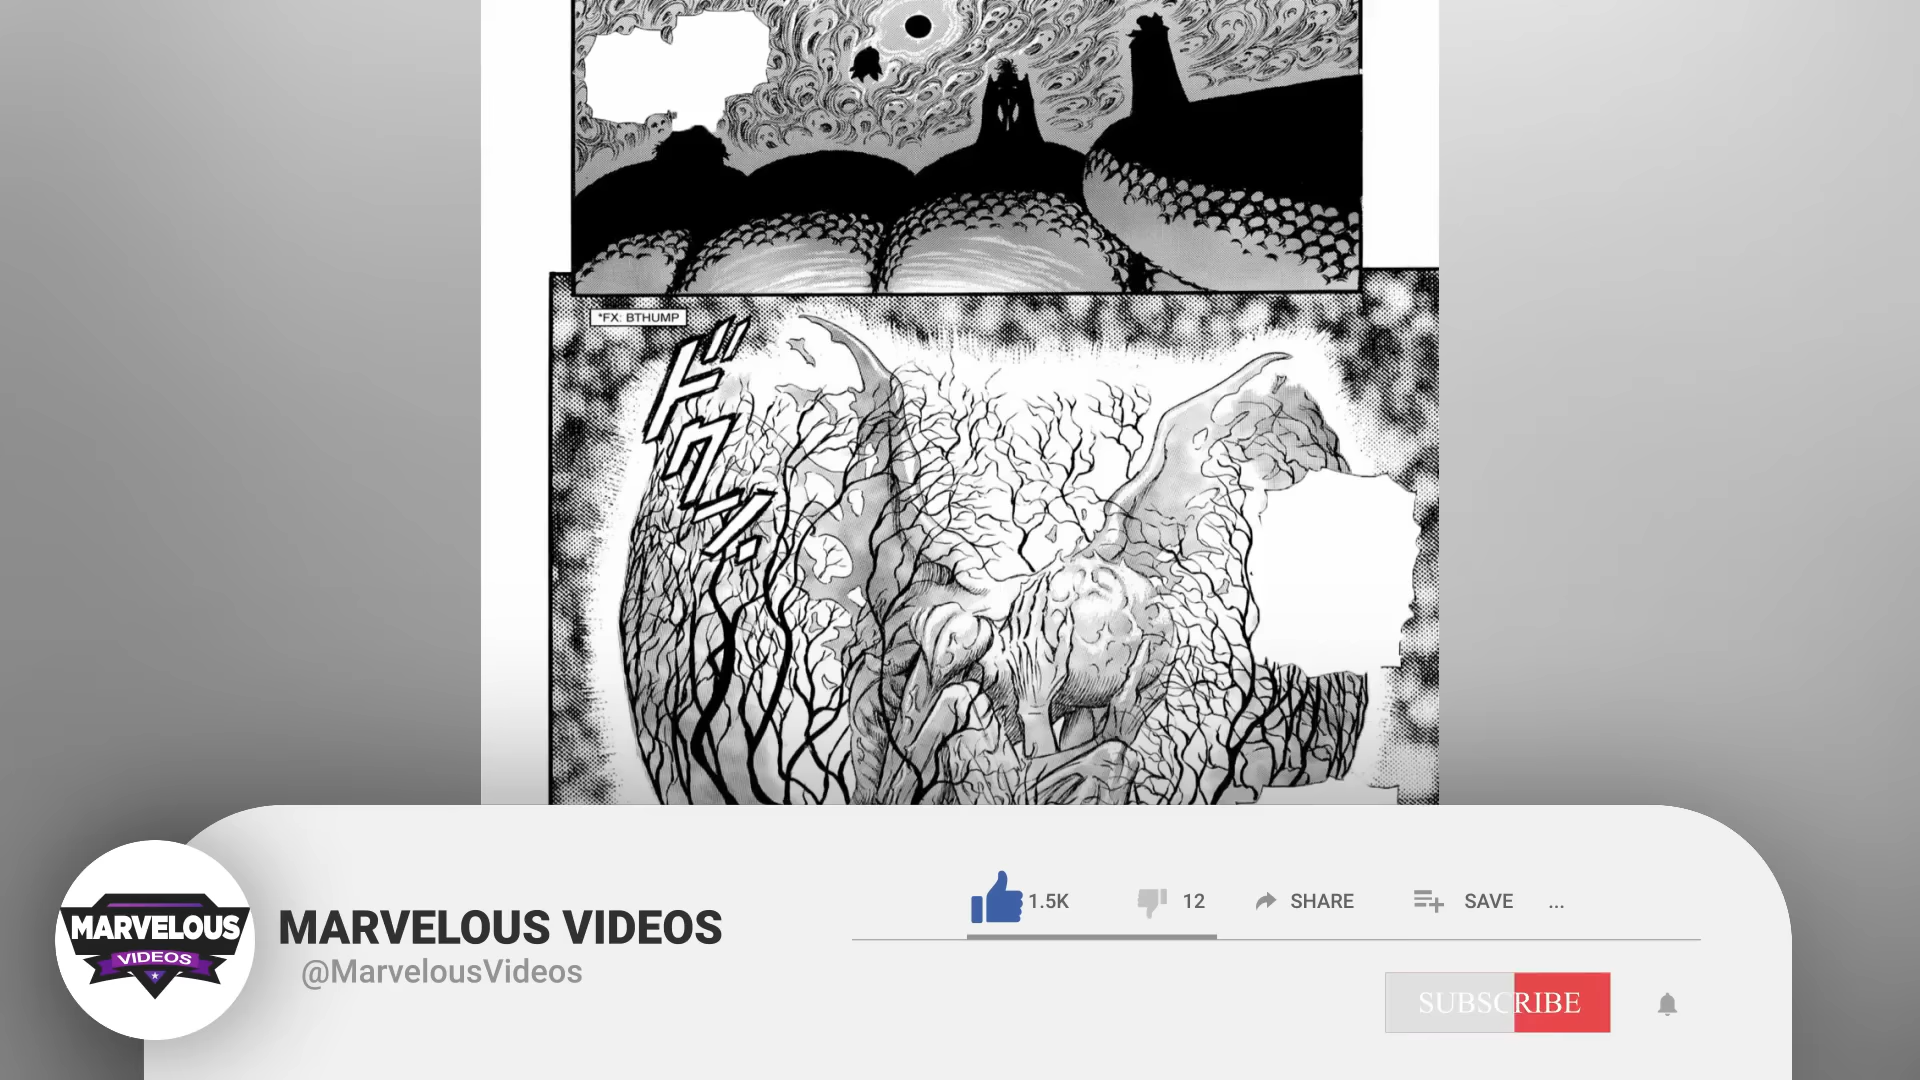 *FX: BTHUMP
ドクン.
MARVELOUS
VIDEOS
MARVELOUS VIDEOS
@MarvelousVideos
1.5K
12
SHARE
SAVE
...
SUBSCRIBE